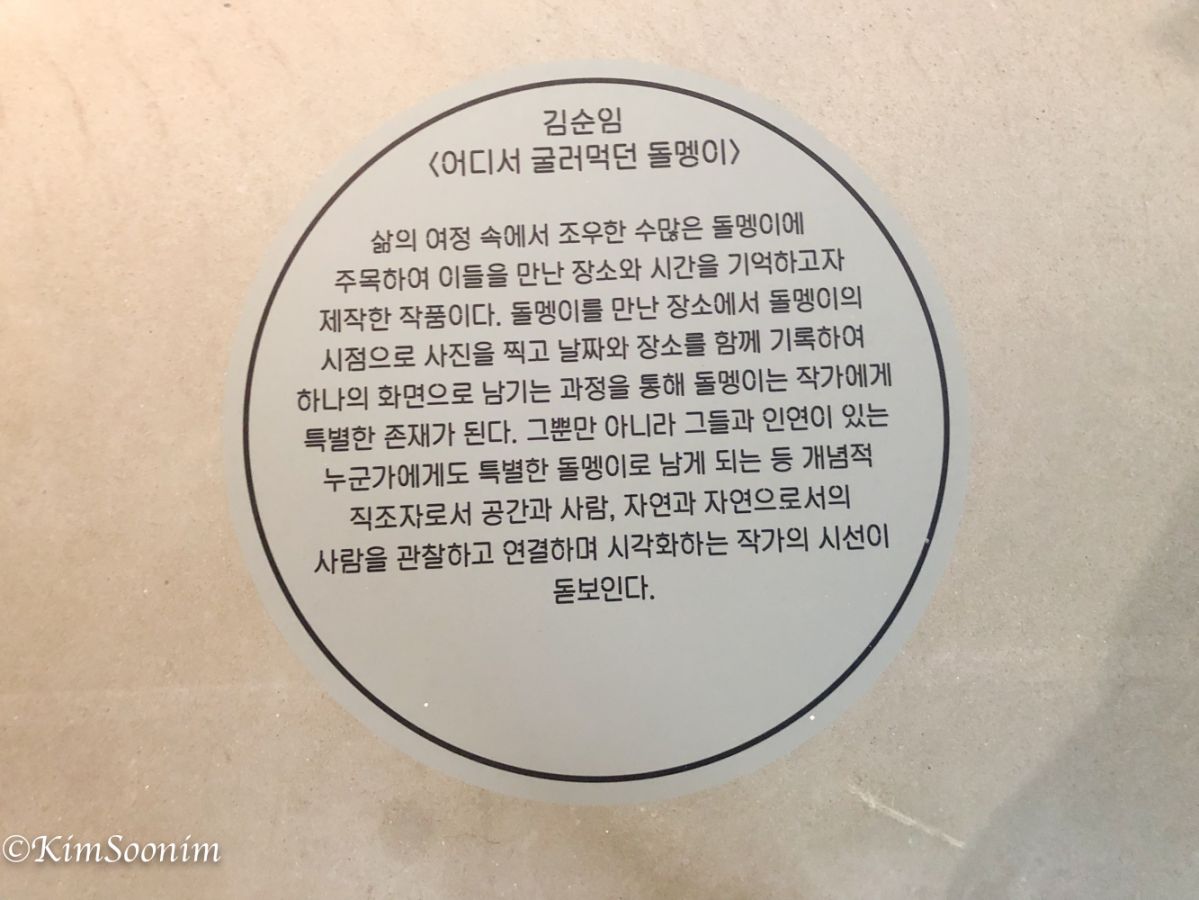 김순임
〈어디서 굴러먹던 돌멩이〉
삶의 여정 속에서 조우한 수많은 돌멩이에
주목하여 이들을 만난 장소와 시간을 기억하고자
제작한 작품이다. 돌멩이를 만난 장소에서 돌멩이의
시점으로 사진을 찍고 날짜와 장소를 함께 기록하여
하나의 화면으로 남기는 과정을 통해 돌멩이는 작가에게
특별한 존재가 된다. 그뿐만 아니라 그들과 인연이 있는
누군가에게도 특별한 돌멩이로 남게 되는 등 개념적
직조자로서 공간과 사람, 자연과 자연으로서의
사람을 관찰하고 연결하며 시각화하는 작가의 시선이
돋보인다.
©KimSoonim